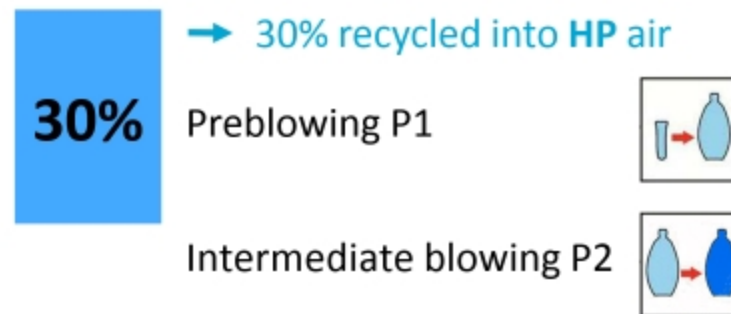 30% recycled into HP air
30%
Preblowing P1
Intermediate blowing P2